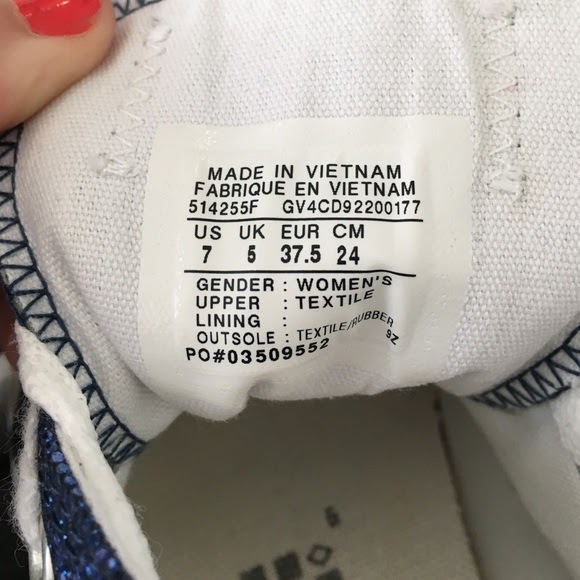 MADE IN VIETNAM
FABRIQUE EN VIETNAM
514255F GV4CD92200177
US UK EUR CM
7 5 37.5 24
GENDER : WOMEN'S
UPPER : TEXTILE
LINING :
OUTSOLE : TEXTILE/RUBBER
PO#03509552 9Z